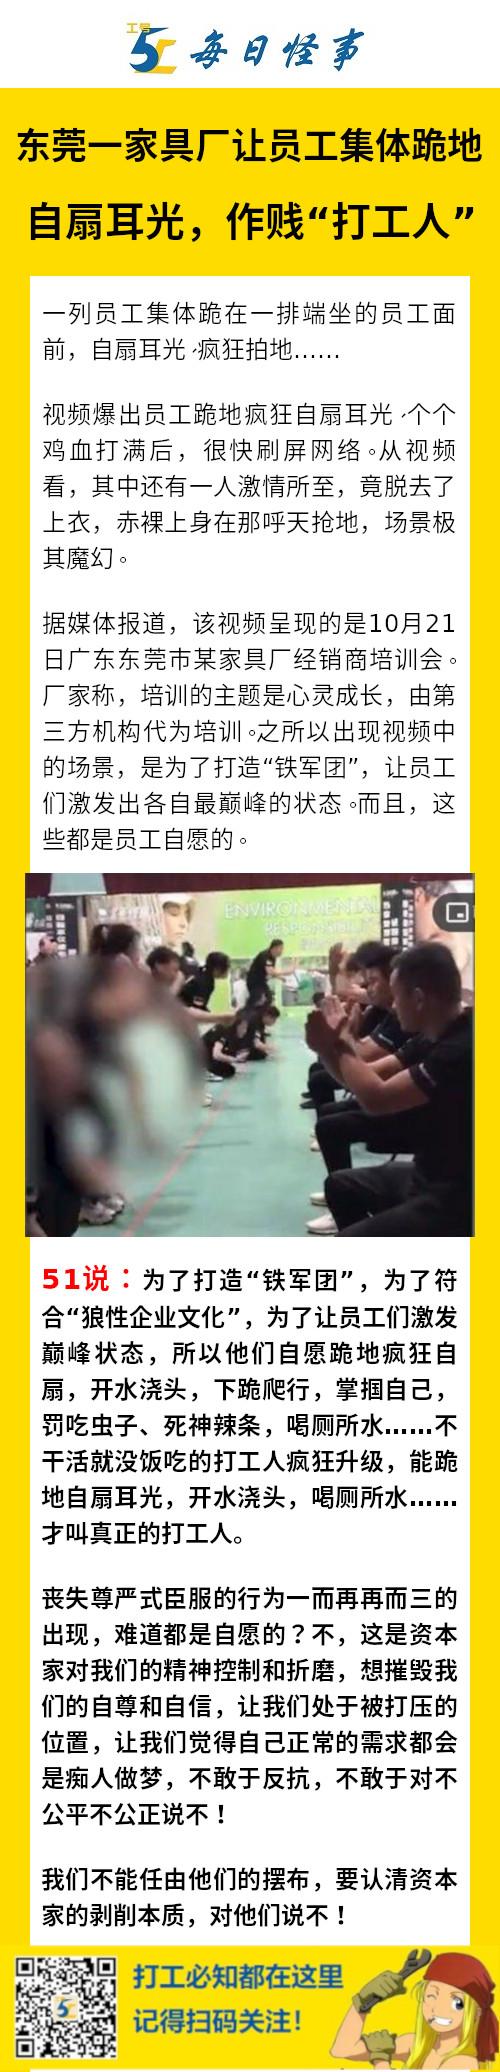 工号
51
每日怪事
东莞一家具厂让员工集体跪地
自扇耳光，作贱“打工人”
一列员工集体跪在一排端坐的员工面
前，自扇耳光，疯狂拍地……
视频爆出员工跪地疯狂自扇耳光，个个
鸡血打满后，很快刷屏网络。从视频
看，其中还有一人激情所至，竟脱去了
上衣，赤裸上身在那呼天抢地，场景极
其魔幻。
据媒体报道，该视频呈现的是10月21
日广东东莞市某家具厂经销商培训会。
厂家称，培训的主题是心灵成长，由第
三方机构代为培训。之所以出现视频中
的场景，是为了打造“铁军团”，让员工
们激发出各自最巅峰的状态。而且，这
些都是员工自愿的。
ENVIRONMENTAL
RESPONSIBILITY
51说：为了打造“铁军团”，为了符
合“狼性企业文化”，为了让员工们激发
巅峰状态，所以他们自愿跪地疯狂自
扇，开水浇头，下跪爬行，掌掴自己，
罚吃虫子、死神辣条，喝厕所水……不
干活就没饭吃的打工人疯狂升级，能跪
地自扇耳光，开水浇头，喝厕所水……
才叫真正的打工人。
丧失尊严式臣服的行为一而再再而三的
出现，难道都是自愿的？不，这是资本
家对我们的精神控制和折磨，想摧毁我
们的自尊和自信，让我们处于被打压的
位置，让我们觉得自己正常的需求都会
是痴人做梦，不敢于反抗，不敢于对不
公平不公正说不！
我们不能任由他们的摆布，要认清资本
家的剥削本质，对他们说不！
打工必知都在这里
记得扫码关注！